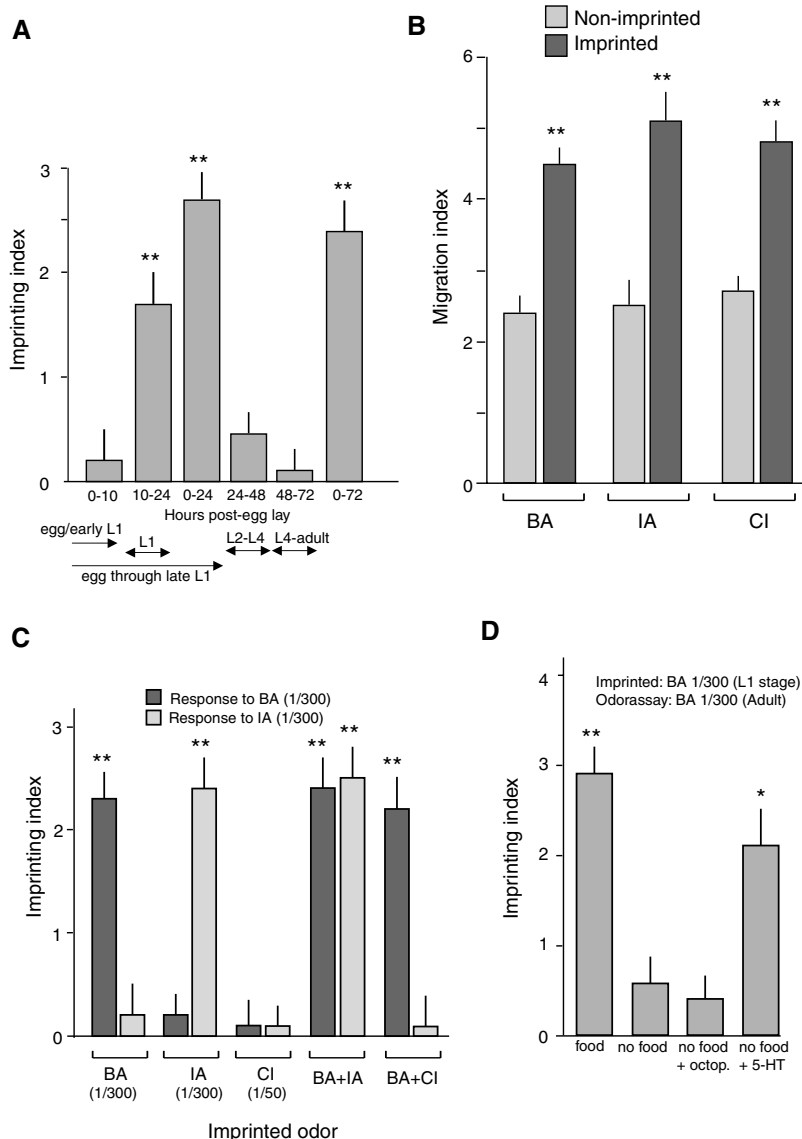 A
Imprinting index
3
2
1
0
**
**
**
0-10 10-24 0-24 24-48 48-72 0-72
Hours post-egg lay
egg/early L1
L1
L2-L4
L4-adult
egg through late L1
B
Non-imprinted
Imprinted
Migration index
6
4
2
0
**
**
**
BA IA CI
C
Response to BA (1/300)
Response to IA (1/300)
Imprinting index
3
2
1
0
**
**
**
**
**
BA IA CI BA+IA BA+CI
(1/300) (1/300) (1/50)
Imprinted odor
D
Imprinted: BA 1/300 (L1 stage)
Odorassay: BA 1/300 (Adult)
Imprinting index
4
3
2
1
0
**
*
food no food no food no food
+ octop. + 5-HT